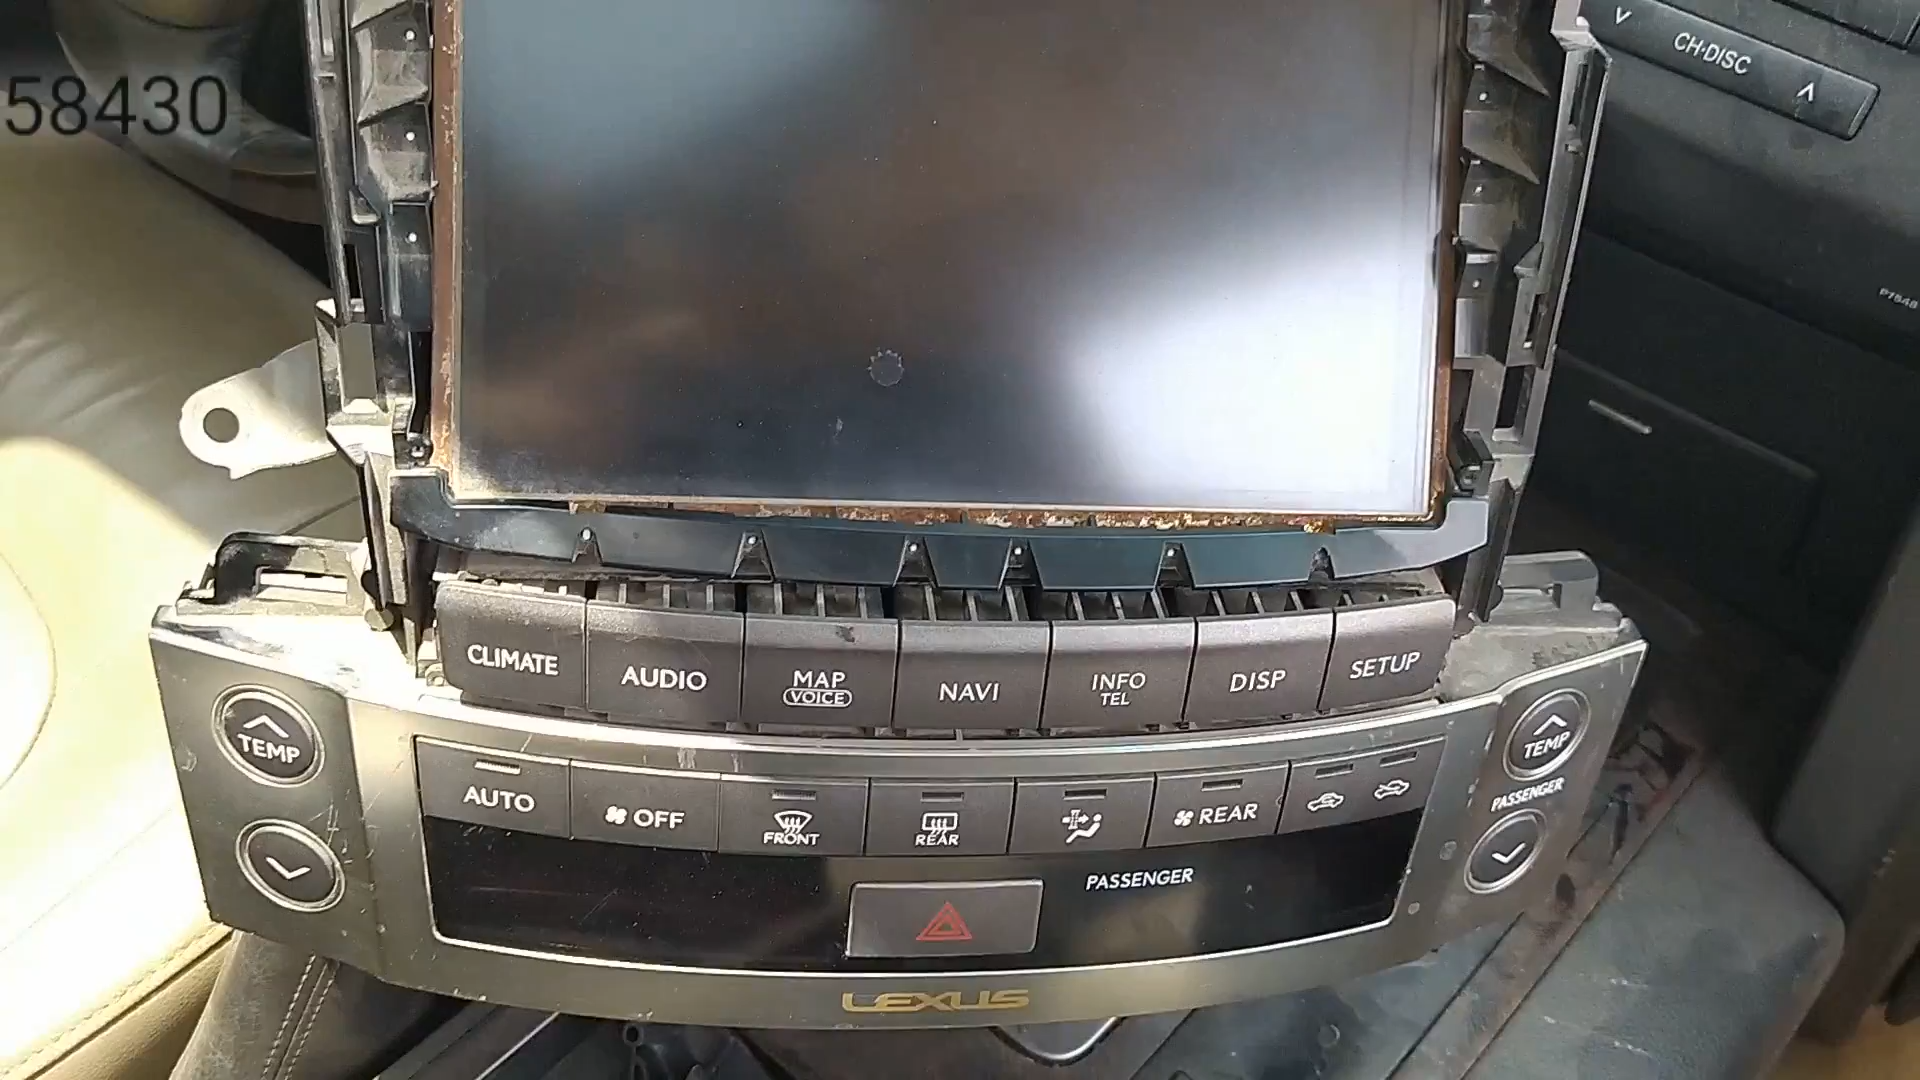 58430
CH·DISC
P7548
CLIMATE
AUDIO
MAP
VOICE
NAVI
INFO
TEL
DISP
SETUP
TEMP
AUTO
OFF
FRONT
REAR
REAR
TEMP
PASSENGER
PASSENGER
LEXUS